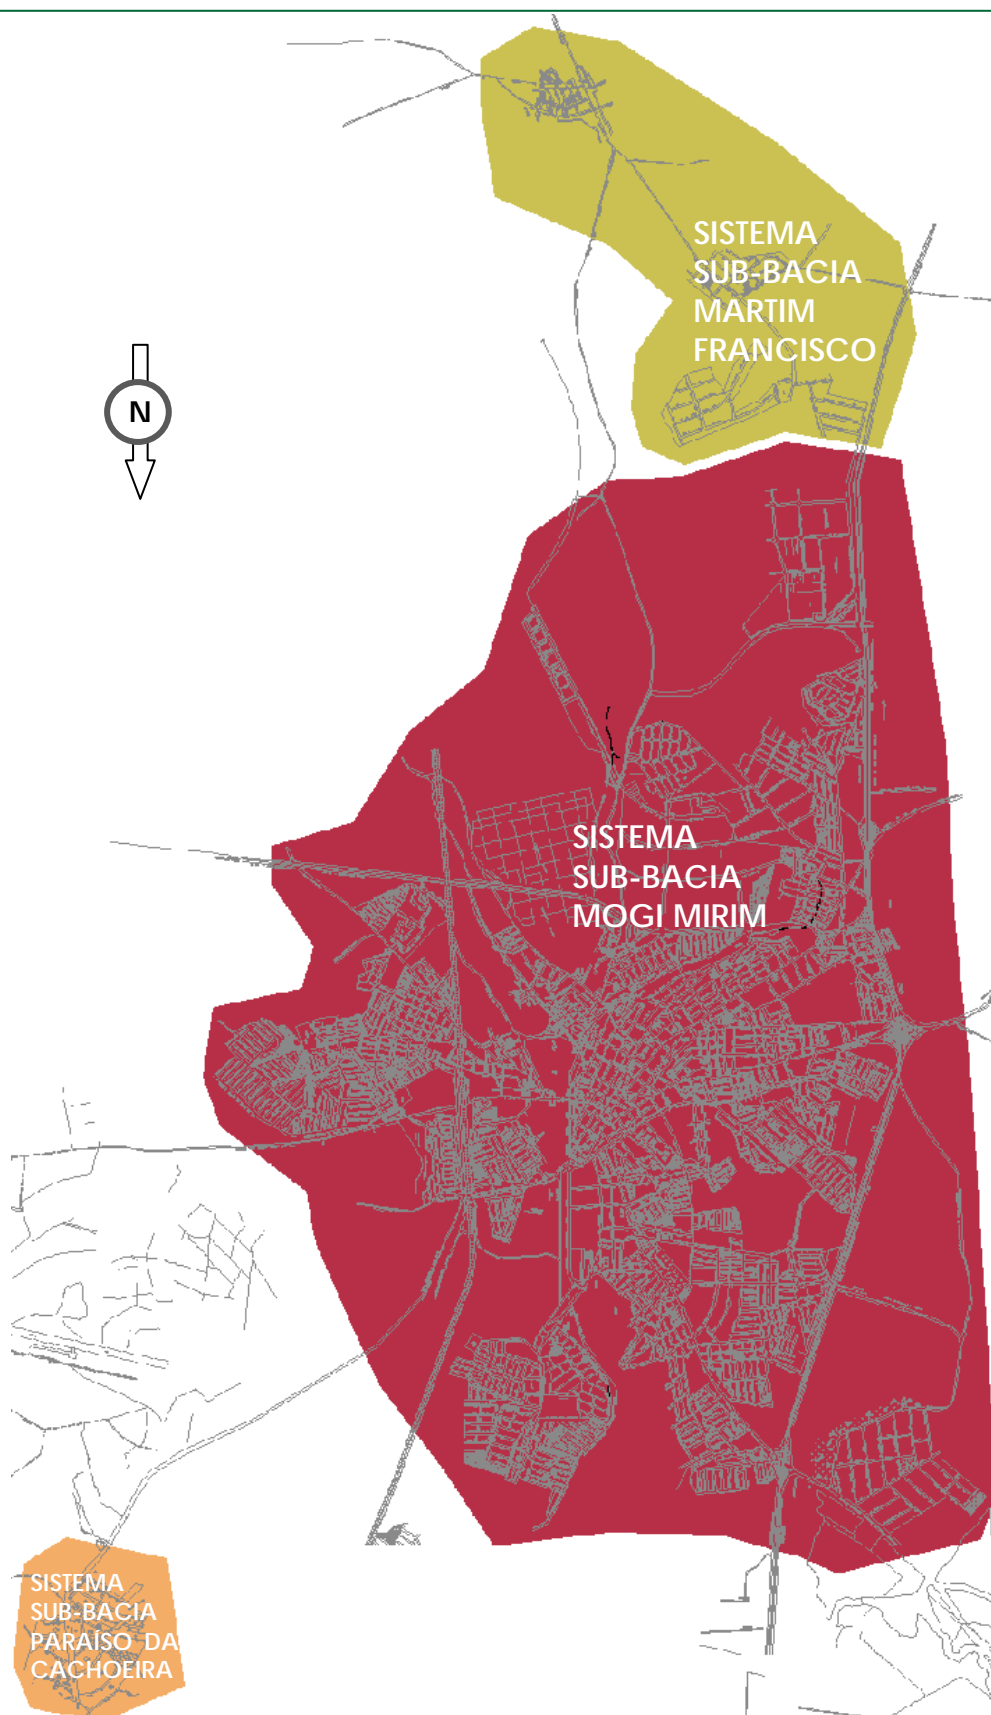 SISTEMA
SUB-BACIA
MARTIM
FRANCISCO
N
SISTEMA
SUB-BACIA
MOGI MIRIM
SISTEMA
SUB-BACIA
PARAÍSO DA
CACHOEIRA